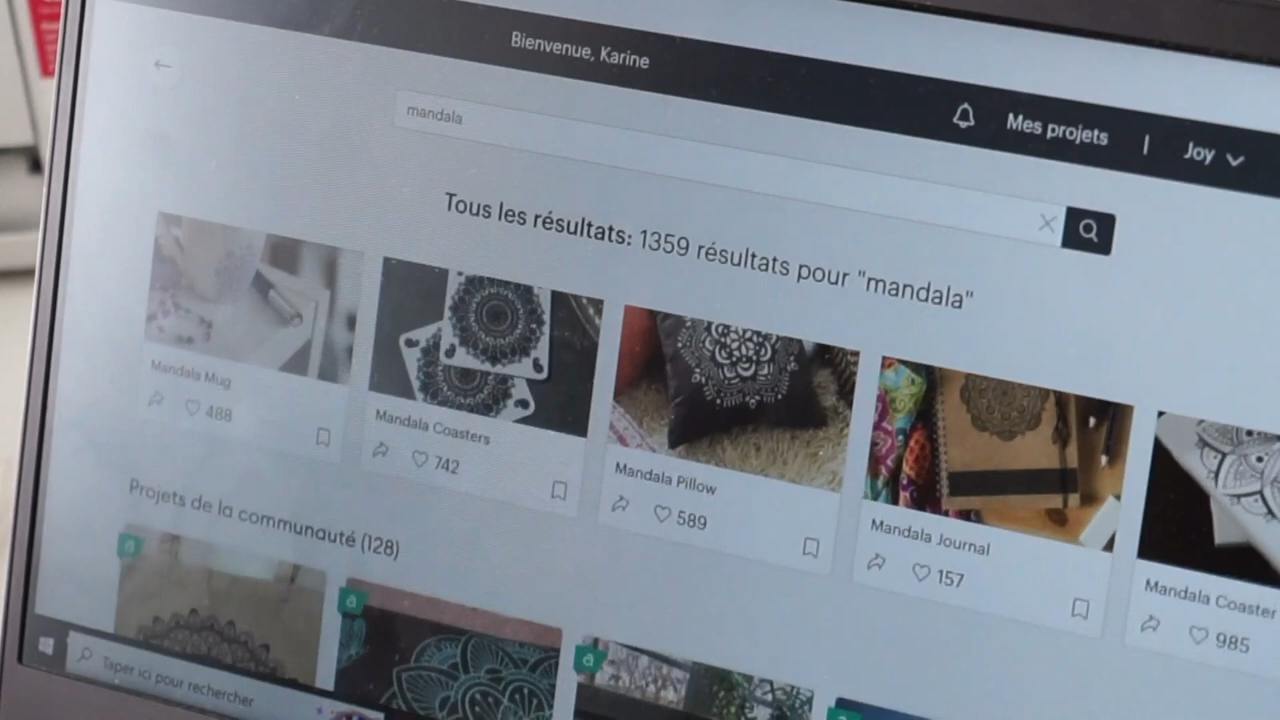 Bienvenue, Karine
Mes projets | Joy
mandala
Tous les résultats: 1359 résultats pour "mandala"
Mandala Mug
488
Mandala Coasters
742
Mandala Pillow
589
Mandala Journal
157
Mandala Coaster
985
Projets de la communauté (128)
a
a
a
Taper ici pour rechercher